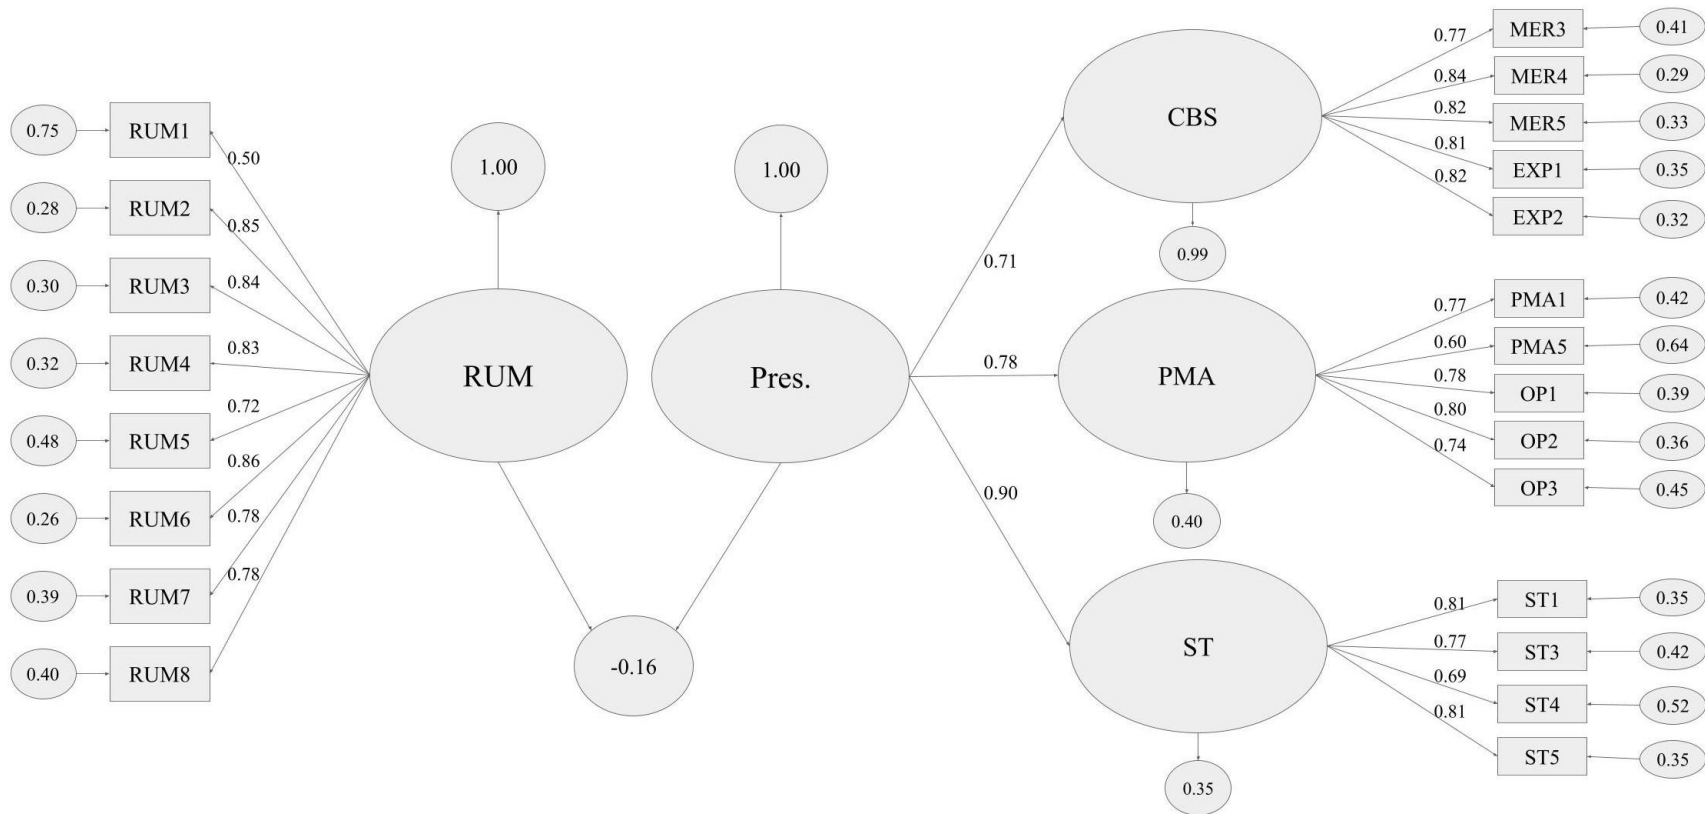 0.75
RUM1
0.50
0.28
RUM2
0.85
0.30
RUM3
0.84
0.32
RUM4
0.83
0.48
RUM5
0.72
0.26
RUM6
0.86
0.39
RUM7
0.78
0.40
RUM8
0.78
1.00
RUM
1.00
Pres.
-0.16
0.71
0.78
0.90
CBS
0.99
0.77
MER3
0.41
0.84
MER4
0.29
0.82
MER5
0.33
0.81
EXP1
0.35
0.82
EXP2
0.32
PMA
0.40
0.77
PMA1
0.42
0.60
PMA5
0.64
0.78
OP1
0.39
0.80
OP2
0.36
0.74
OP3
0.45
ST
0.35
0.81
ST1
0.35
0.77
ST3
0.42
0.69
ST4
0.52
0.81
ST5
0.35